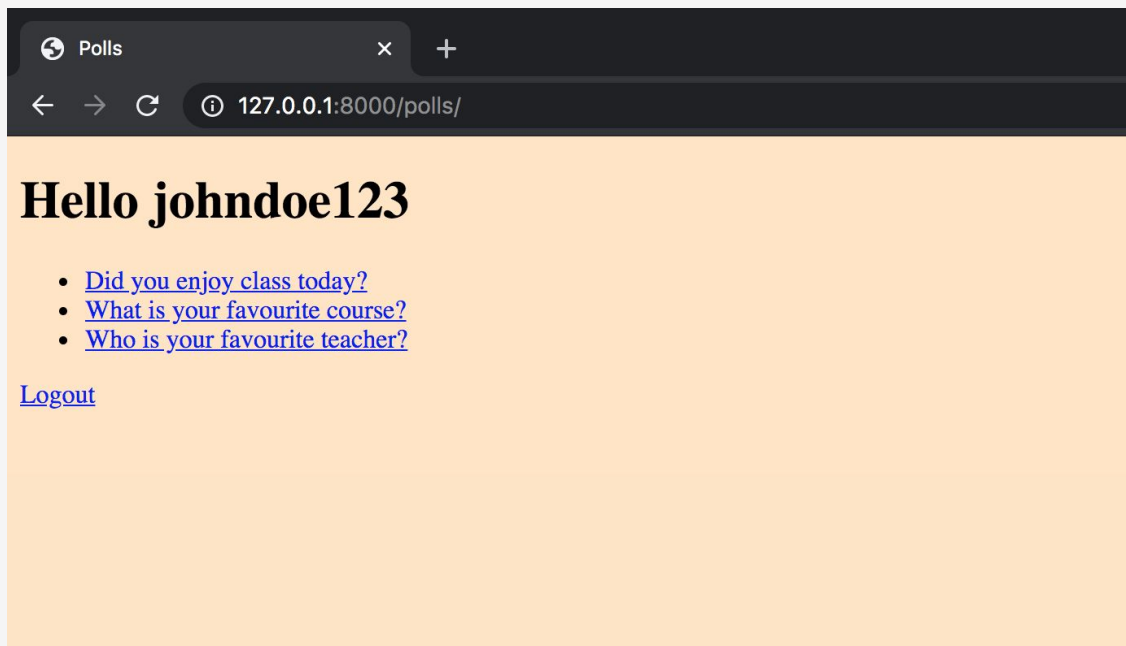 Polls
127.0.0.1:8000/polls/
Hello johndoe123
Did you enjoy class today?
What is your favourite course?
Who is your favourite teacher?
Logout